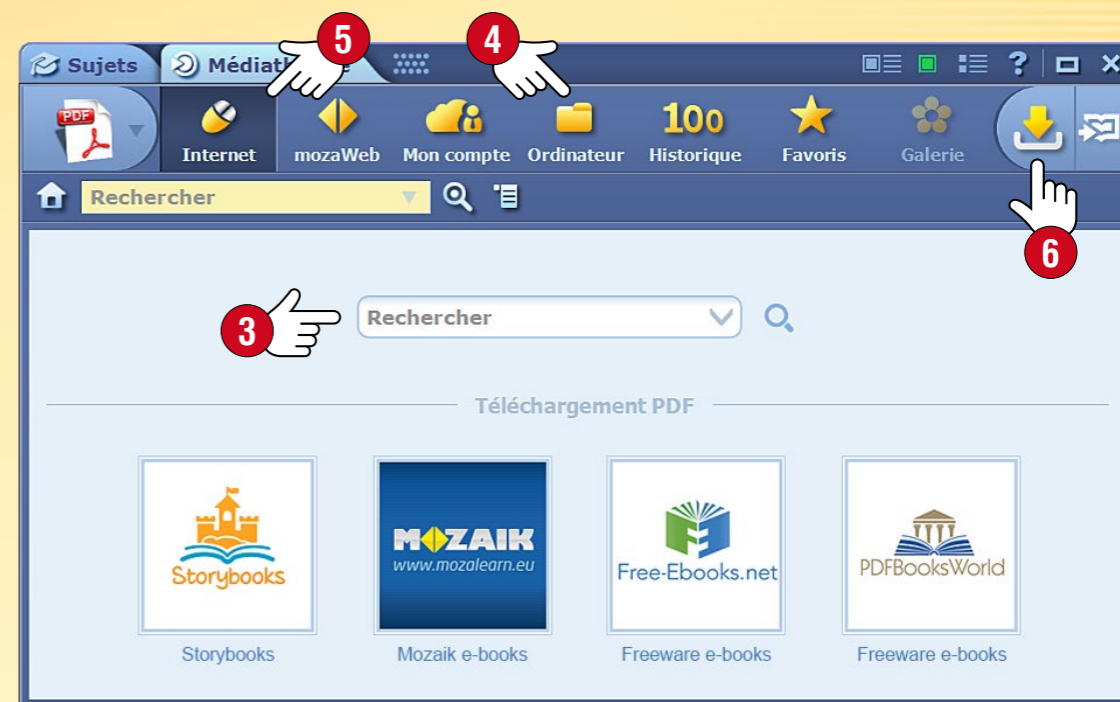 5
4
Sujets
Média
?
PDF
Internet
mozaWeb
Mon compte
Ordinateur
100
Historique
Favoris
Galerie
Rechercher
6
3
Rechercher
Téléchargement PDF
Storybooks
MOZAIK
www.mozalearn.eu
Free-Ebooks.net
PDFBooksWorld
Storybooks
Mozaik e-books
Freeware e-books
Freeware e-books